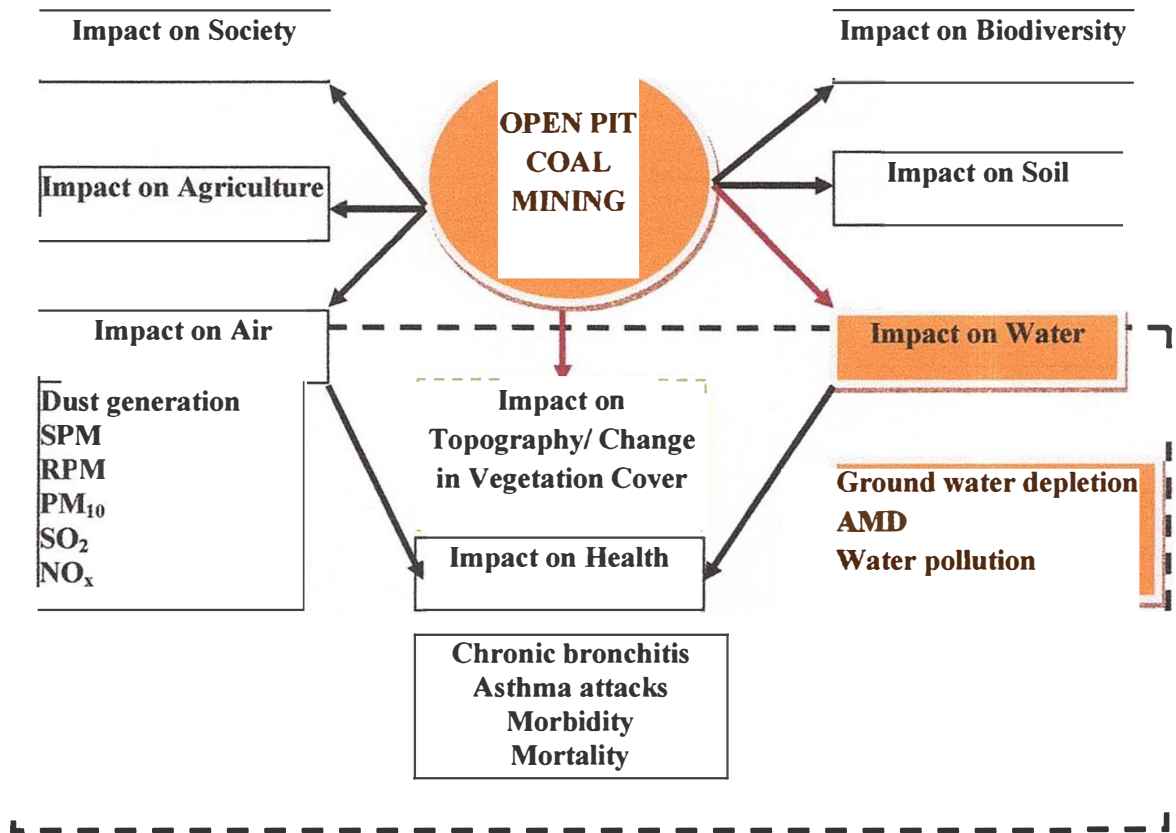 Impact on Society
Impact on Biodiversity
OPEN PIT
COAL
MINING
Impact on Agriculture
Impact on Soil
Impact on Air
Impact on Water
Dust generation
SPM
RPM
PM₁₀
SO₂
NOₓ
Impact on
Topography/ Change
in Vegetation Cover
Ground water depletion
AMD
Water pollution
Impact on Health
Chronic bronchitis
Asthma attacks
Morbidity
Mortality